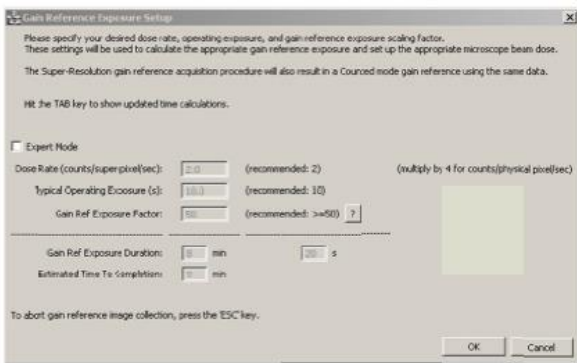 Gain Reference Exposure Setup
Please specify your desired dose rate, operating exposure, and gain reference exposure scaling factor.
These settings will be used to calculate the appropriate gain reference exposure and set up the appropriate microscope beam dose.
The Super-Resolution gain reference acquisition procedure will also result in a Counced mode gain reference using the same data.
Hit the TAB key to show updated time calculations.
Expert Mode
Dose Rate (counts/super-pixel/sec): 2.0 (recommended: 2) (multiply by 4 for counts/physical pixel/sec)
Typical Operating Exposure (s): 10.0 (recommended: 10)
Gain Ref Exposure Factor: 50 (recommended: >=50) ?
Gain Ref Exposure Duration: 8 min 20 s
Estimated Time To Completion: min
To abort gain reference image collection, press the 'ESC' key.
OK Cancel